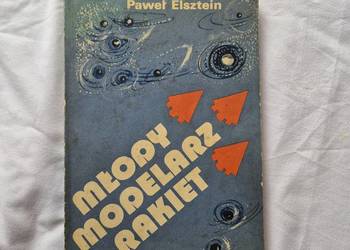 Paweł Elsztein
MŁODY
MODELARZ
RAKIET